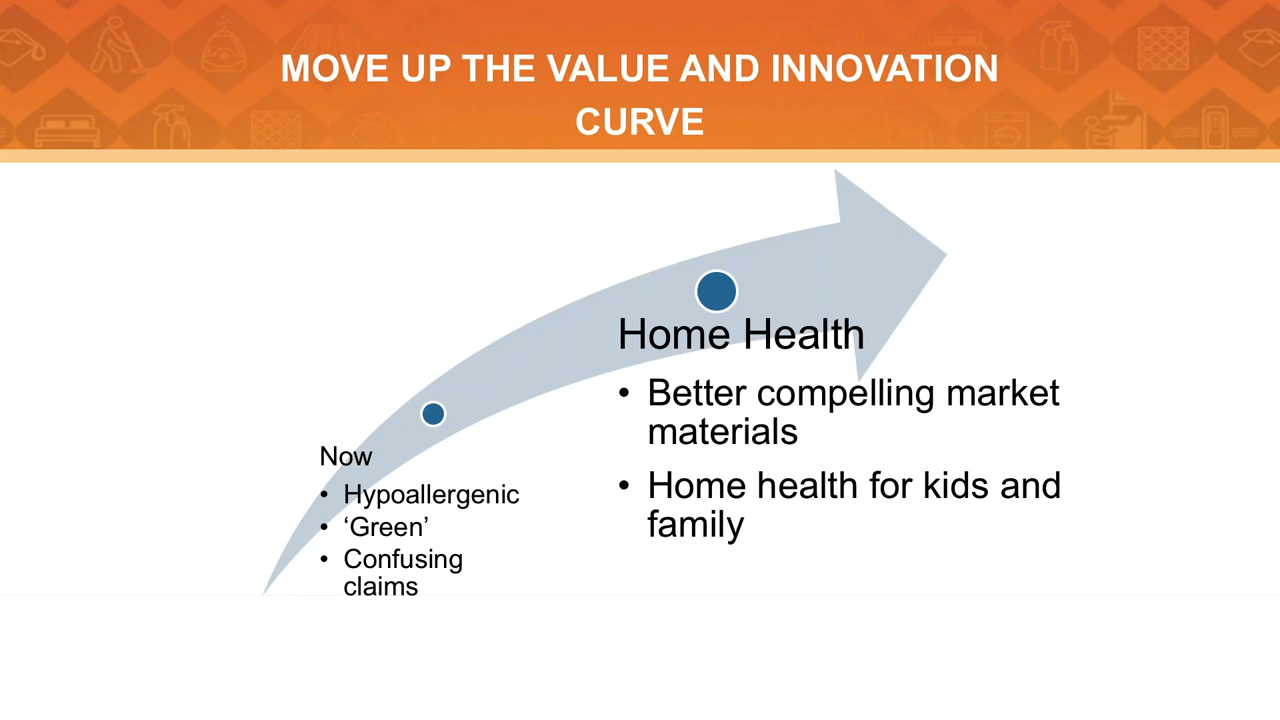 MOVE UP THE VALUE AND INNOVATION
CURVE
Home Health
• Better compelling market
materials
• Home health for kids and
family
Now
• Hypoallergenic
• ‘Green’
• Confusing
claims